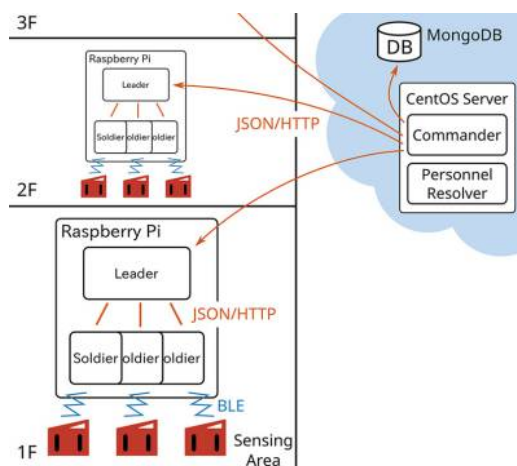 3F
Raspberry Pi
Leader
Soldier
oldier
oldier
2F
JSON/HTTP
DB
MongoDB
CentOS Server
Commander
Personnel
Resolver
Raspberry Pi
Leader
JSON/HTTP
Soldier
oldier
oldier
BLE
1F
Sensing
Area